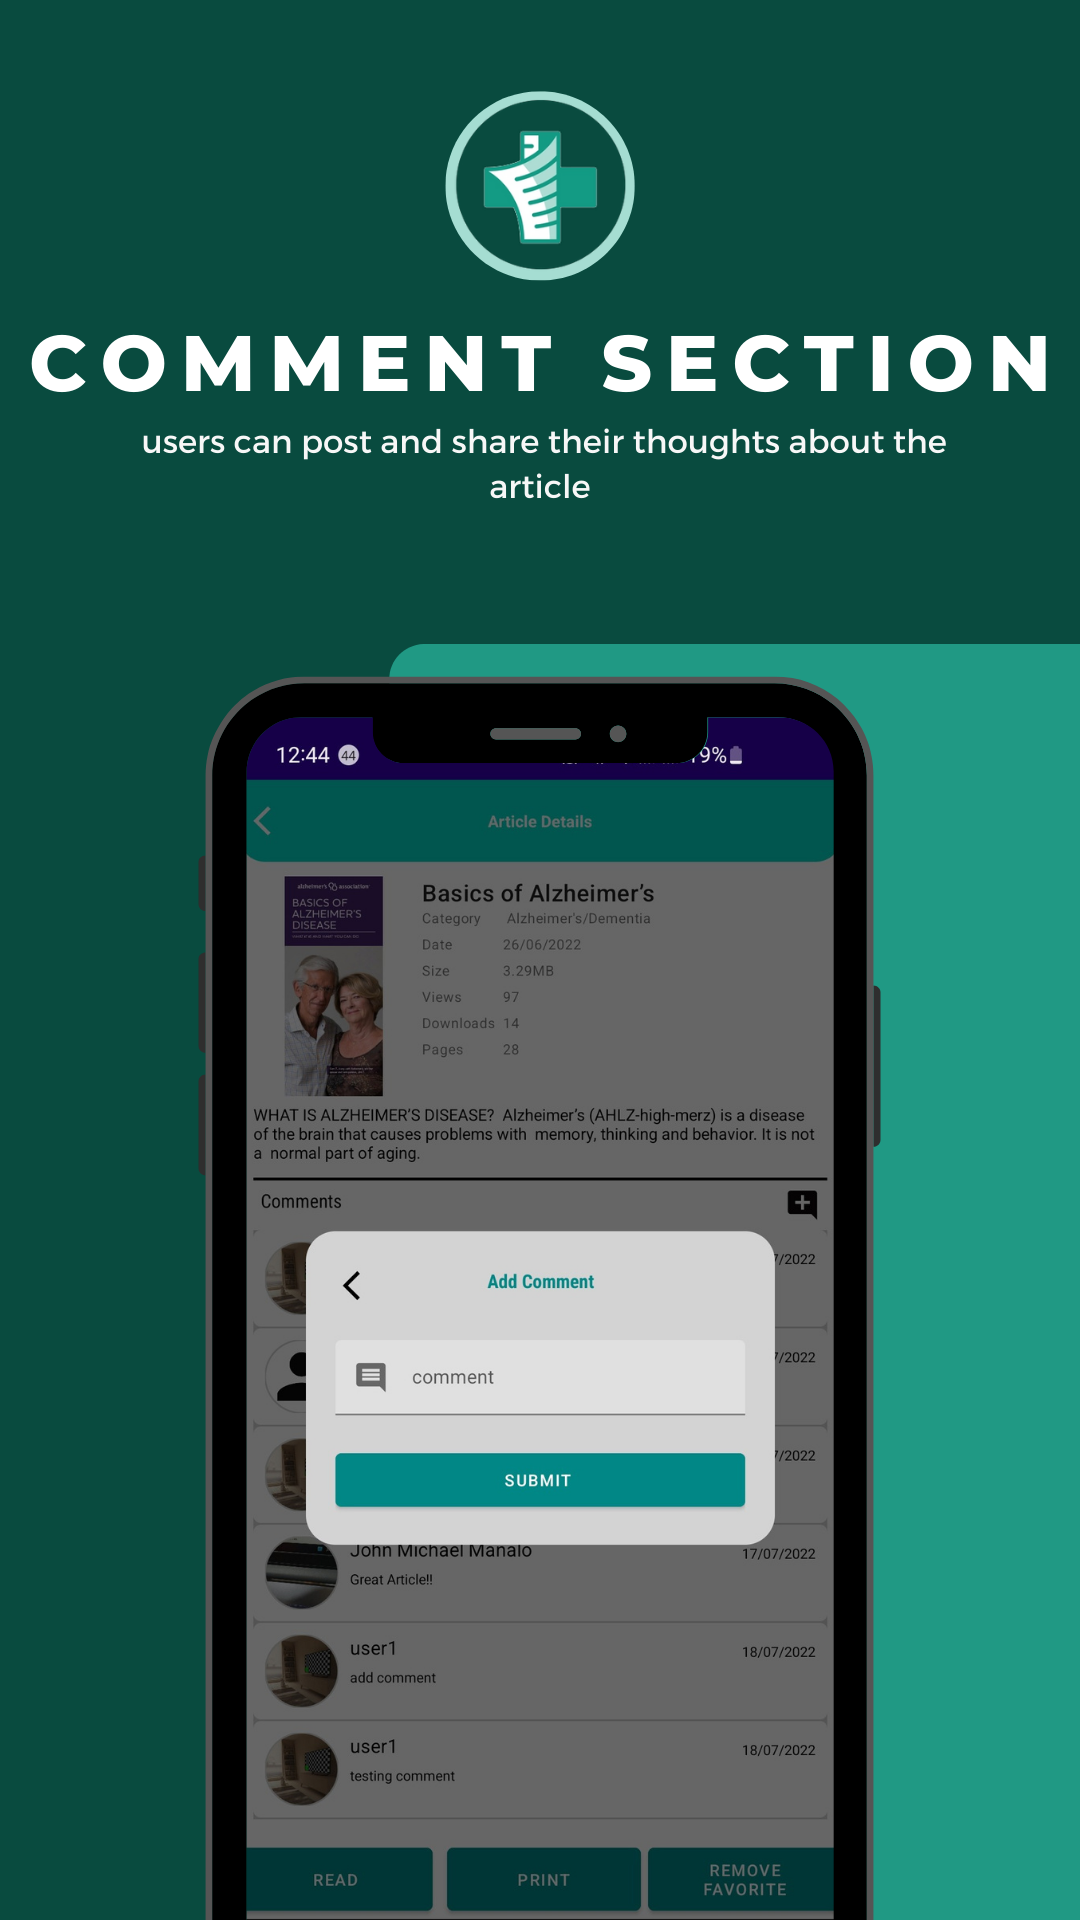 COMMENT SECTION
users can post and share their thoughts about the
article
12:44 44
19%
Article Details
alzheimer's association
BASICS OF
ALZHEIMER'S
DISEASE
Basics of Alzheimer's
Category Alzheimer's/Dementia
Date 26/06/2022
Size 3.29MB
Views 97
Downloads 14
Pages 28
WHAT IS ALZHEIMER'S DISEASE? Alzheimer's (AHLZ-high-merz) is a disease
of the brain that causes problems with memory, thinking and behavior. It is not
a normal part of aging.
Comments
7/2022
Add Comment
7/2022
comment
7/2022
SUBMIT
John Michael Manalo
17/07/2022
Great Article!!
user1
18/07/2022
add comment
user1
18/07/2022
testing comment
READ
PRINT
REMOVE
FAVORITE